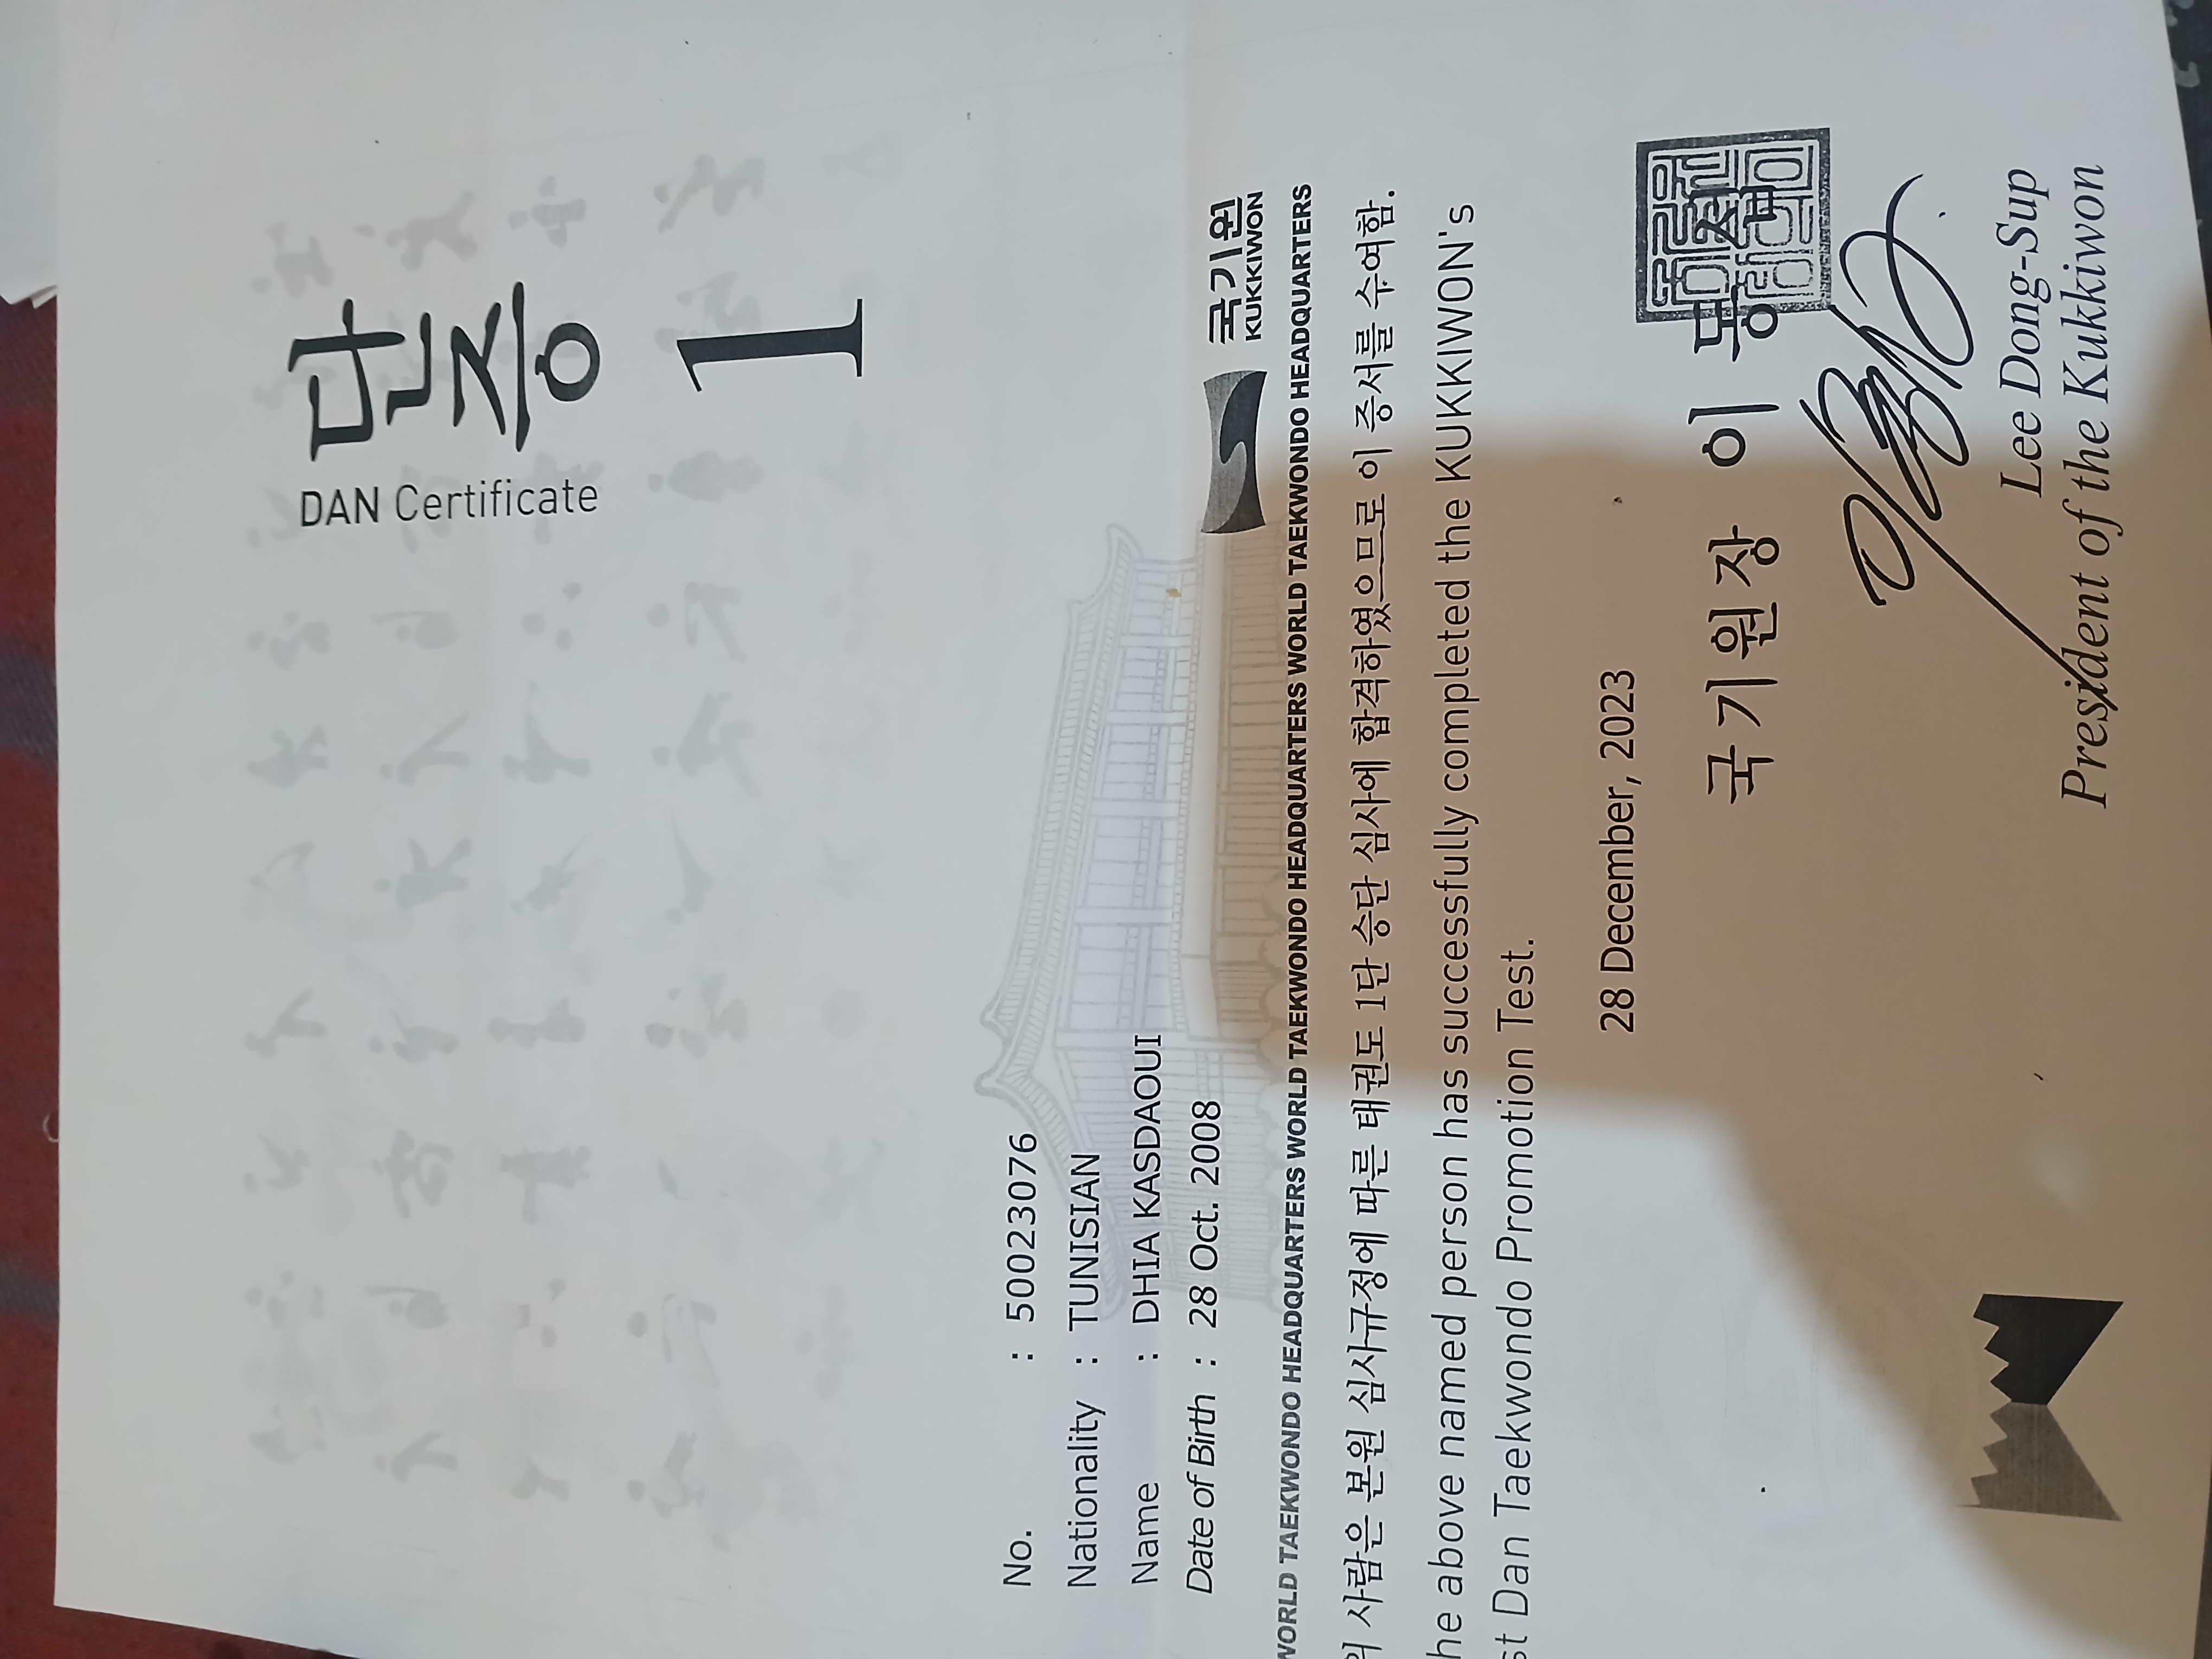 단증
DAN Certificate
1
No. : 50023076
Nationality : TUNISIAN
Name : DHIA KASDAOUI
Date of Birth : 28 Oct. 2008
국기원
KUKKIWON
WORLD TAEKWONDO HEADQUARTERS WORLD TAEKWONDO HEADQUARTERS WORLD TAEKWONDO HEADQUARTERS WORLD TAEKWONDO HEADQUARTERS WORLD TAEKWONDO HEADQUARTERS
위 사람은 본원 심사규정에 따른 태권도 1단 승단 심사에 합격하였으므로 이 증서를 수여함.
he above named person has successfully completed the KUKKIWON's
st Dan Taekwondo Promotion Test.
28 December, 2023
국기원장 이 동 섭
Lee Dong-Sup
President of the Kukkiwon